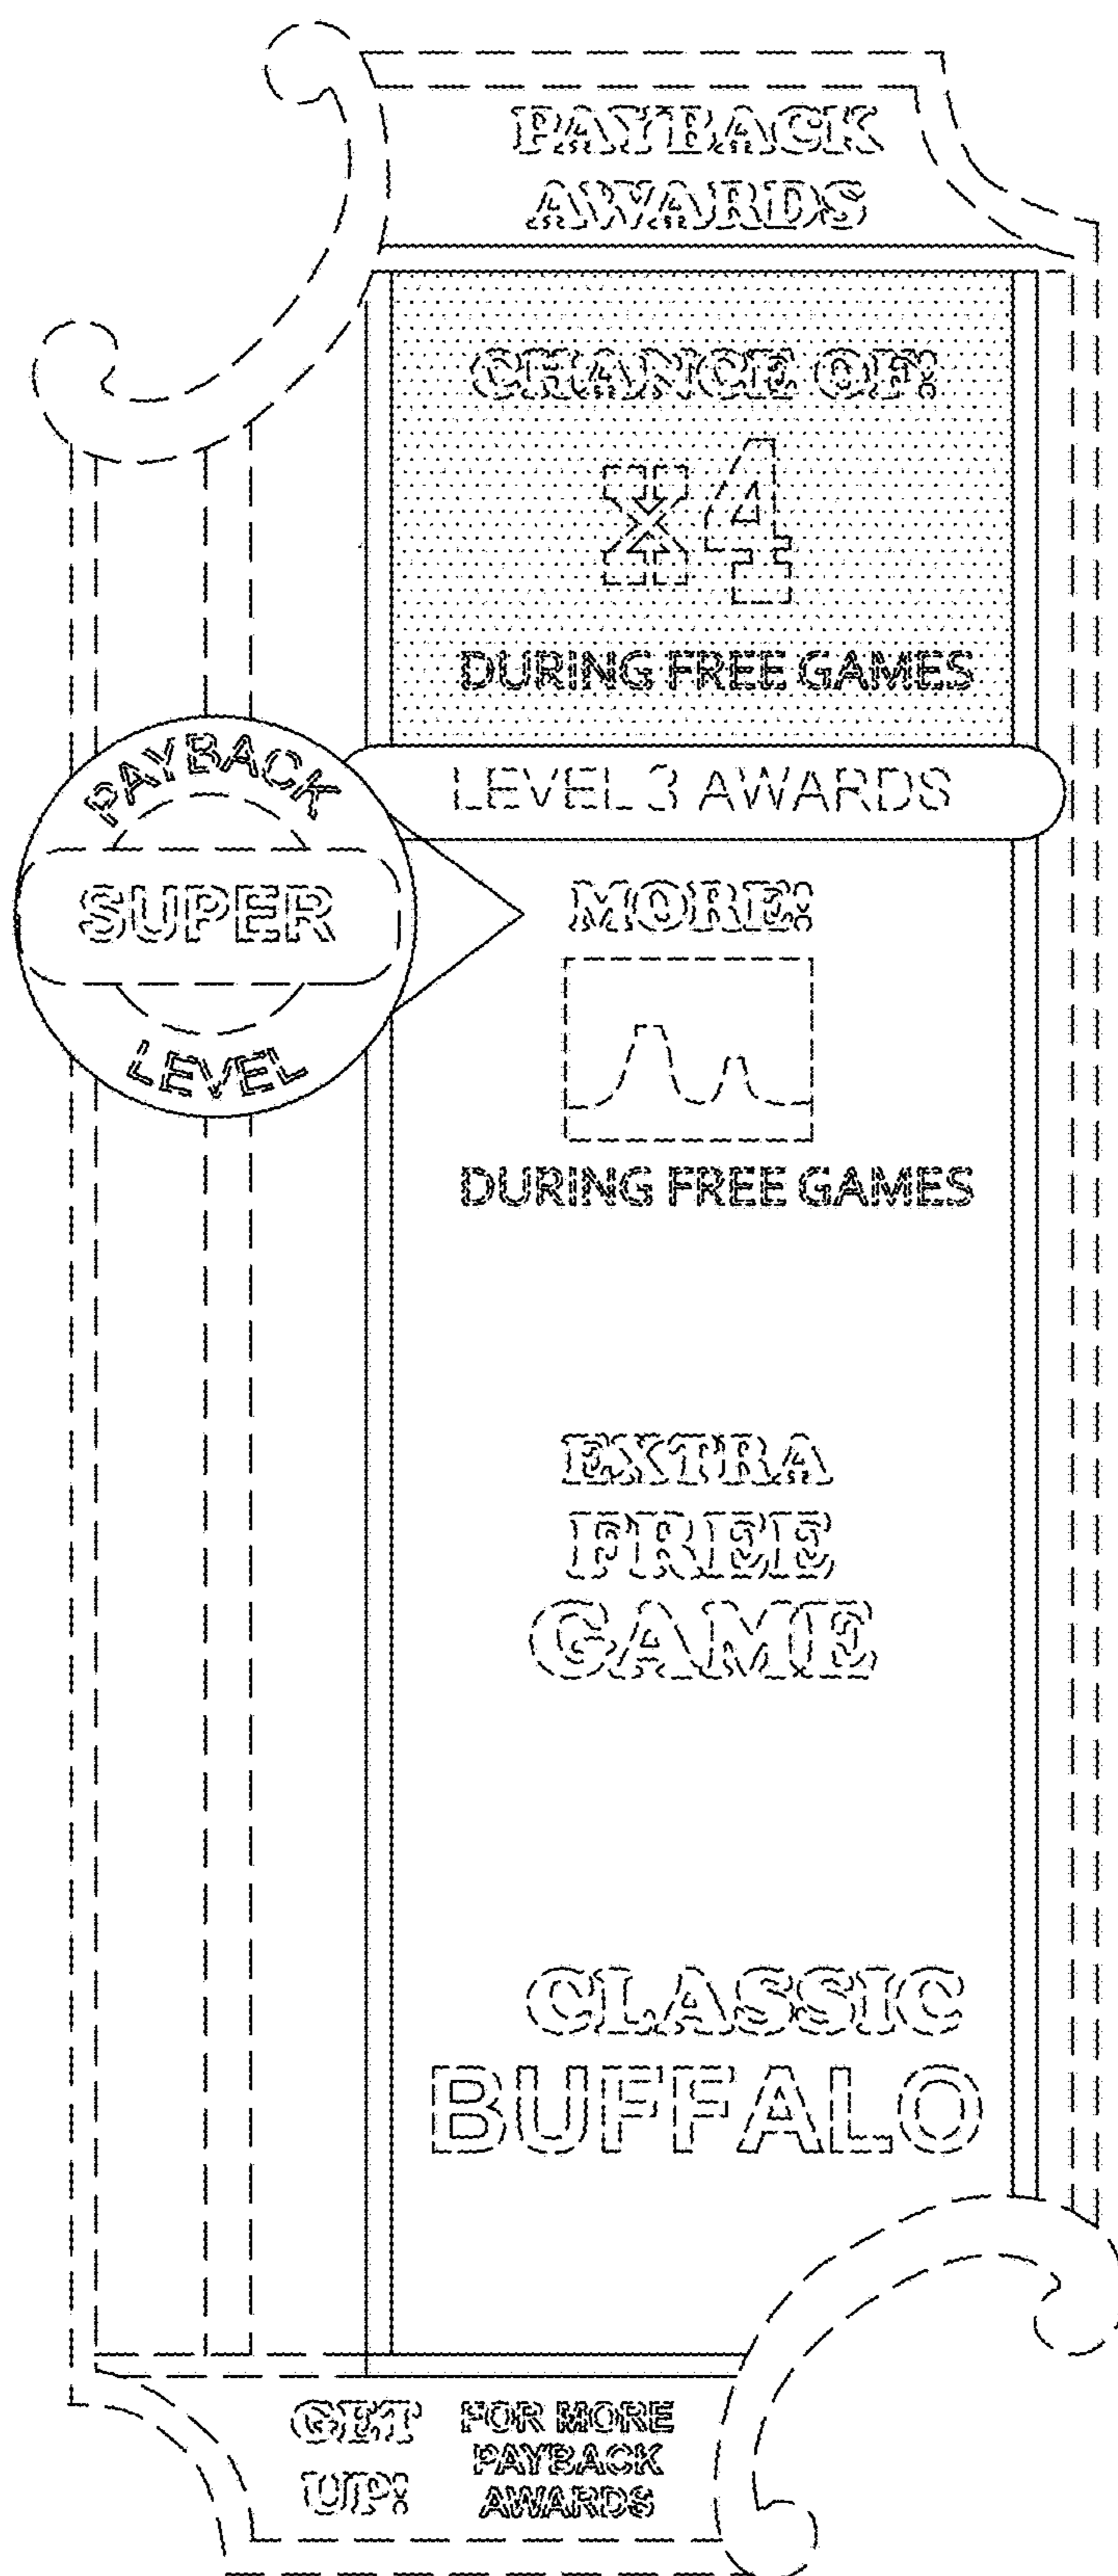 PAYBACK
AWARDS
CHANCE OF!
X4
DURING FREE GAMES
LEVEL 3 AWARDS
PAYBACK
SUPER
LEVEL
MORE!
DURING FREE GAMES
EXTRA
FREE
GAME
CLASSIC
BUFFALO
GET
UP!
FOR MORE
PAYBACK
AWARDS